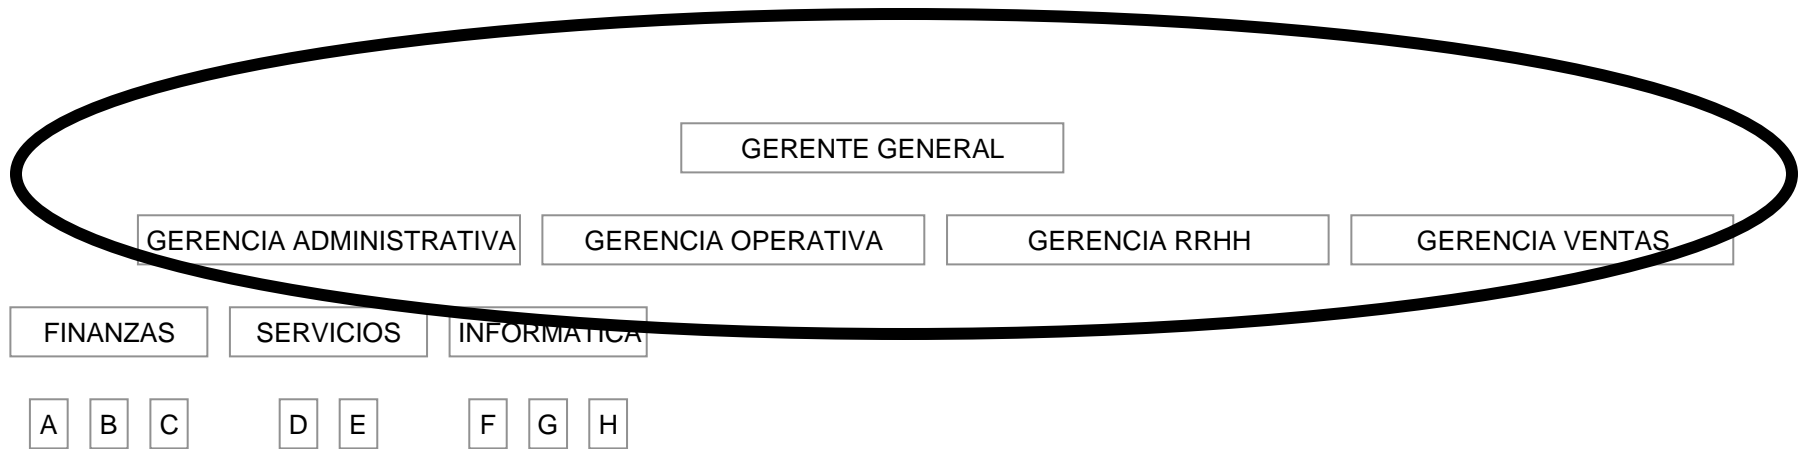 GERENTE GENERAL
GERENCIA ADMINISTRATIVA GERENCIA OPERATIVA GERENCIA RRHH GERENCIA VENTAS
FINANZAS SERVICIOS INFORMATICA
A B C D E F G H